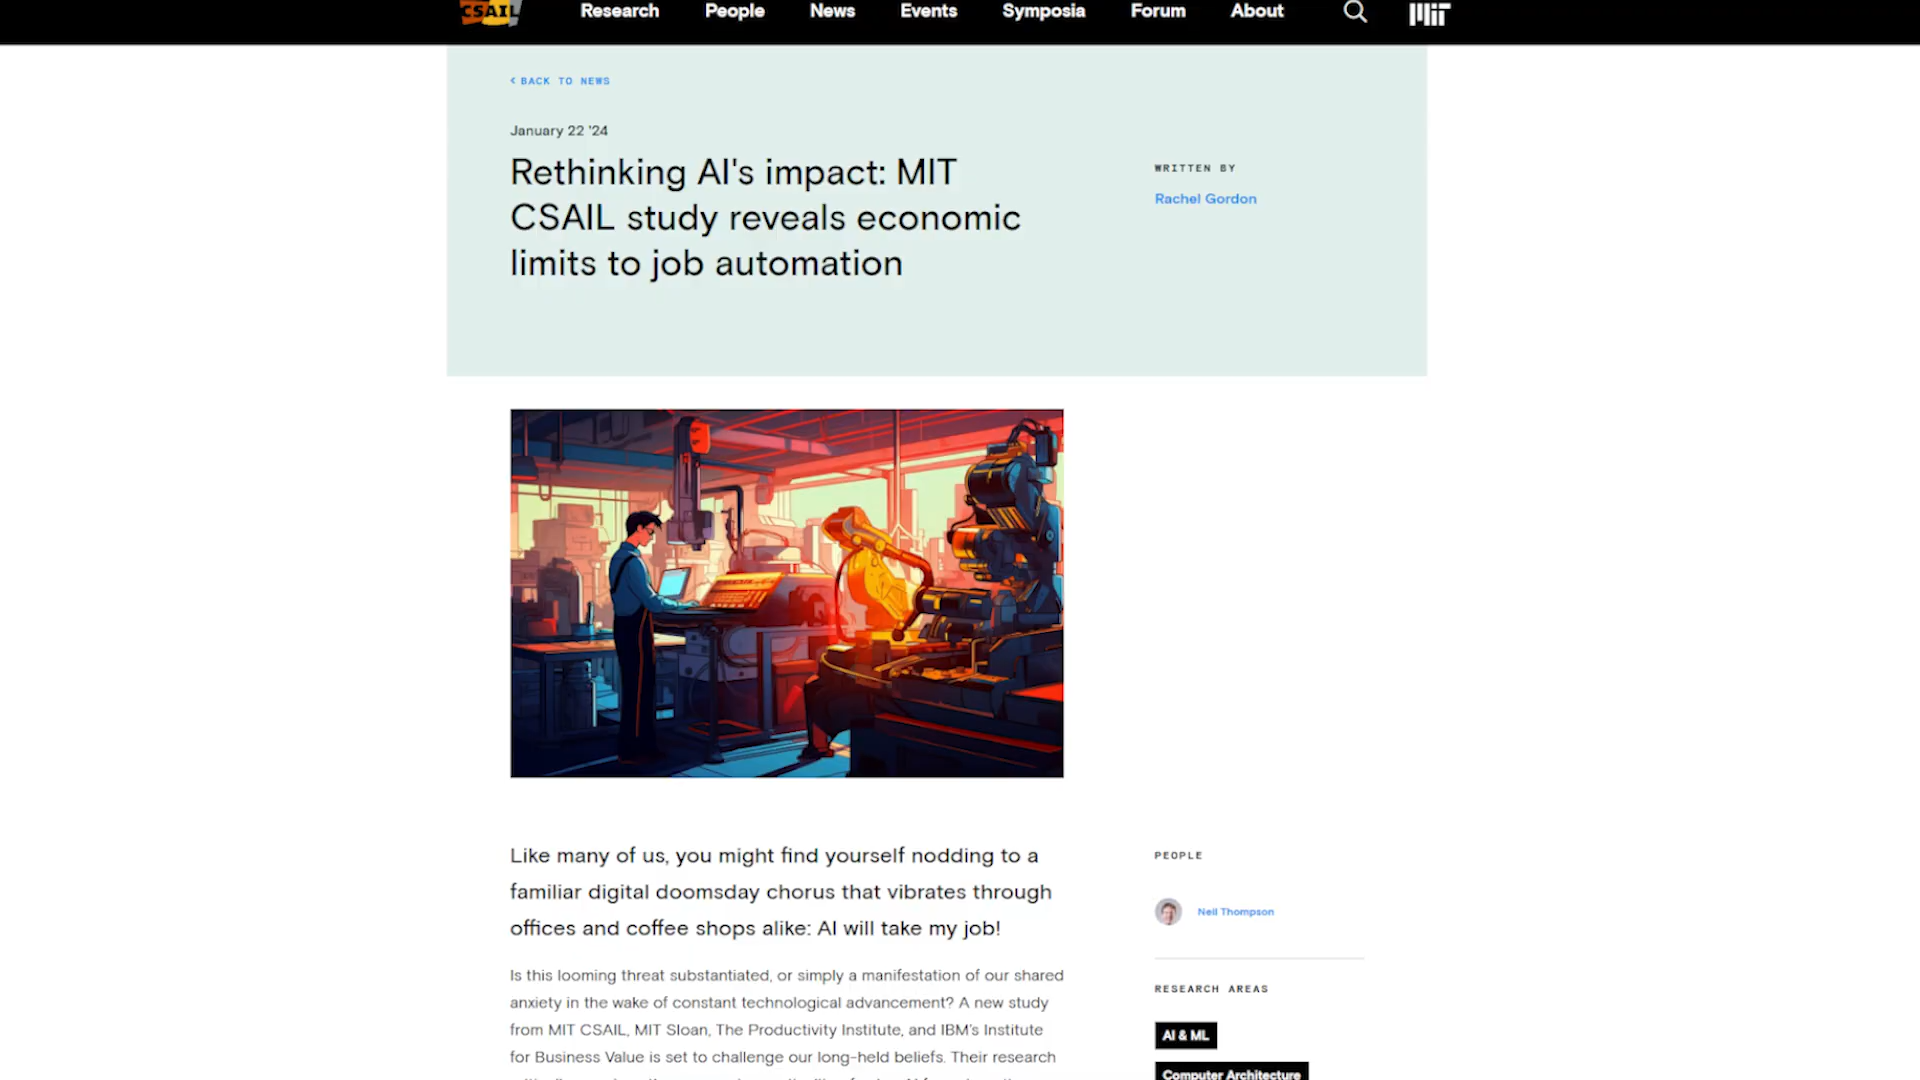 CSAIL
Research People News Events Symposia Forum About
MIT
< BACK TO NEWS
January 22 '24
Rethinking AI's impact: MIT
CSAIL study reveals economic
limits to job automation
WRITTEN BY
Rachel Gordon
Like many of us, you might find yourself nodding to a
familiar digital doomsday chorus that vibrates through
offices and coffee shops alike: AI will take my job!
Is this looming threat substantiated, or simply a manifestation of our shared
anxiety in the wake of constant technological advancement? A new study
from MIT CSAIL, MIT Sloan, The Productivity Institute, and IBM's Institute
for Business Value is set to challenge our long-held beliefs. Their research
PEOPLE
Neil Thompson
RESEARCH AREAS
AI & ML
Computer Architecture